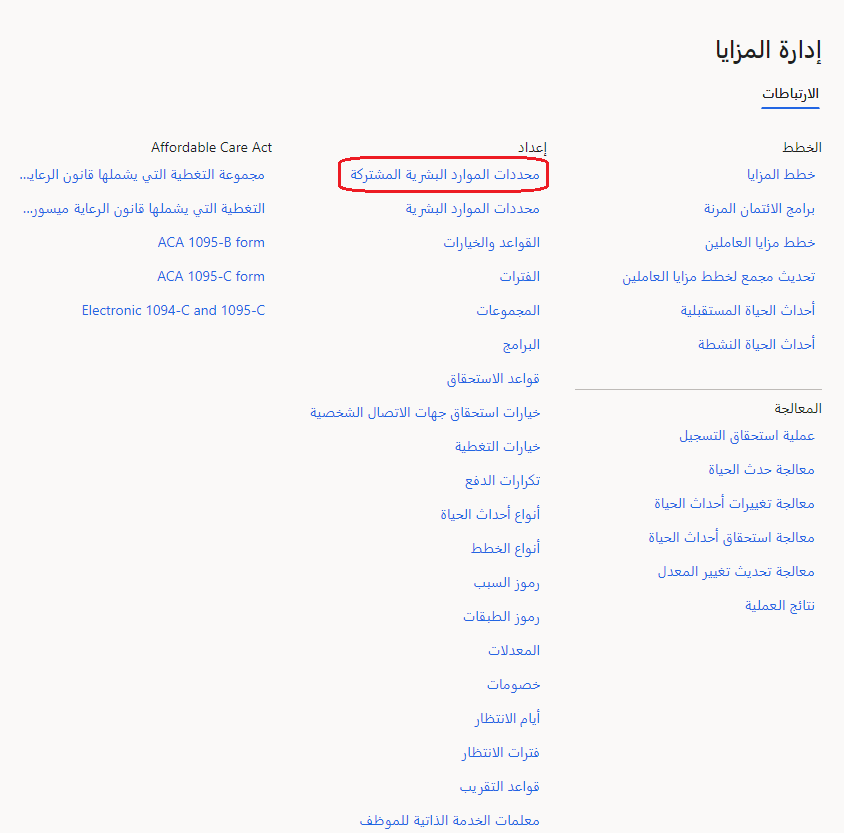 إدارة المزايا
الارتباطات
الخطط
خطط المزايا
برامج الائتمان المرنة
خطط مزايا العاملين
تحديث مجمع لخطط مزايا العاملين
أحداث الحياة المستقبلية
أحداث الحياة النشطة
المعالجة
عملية استحقاق التسجيل
معالجة حدث الحياة
معالجة تغييرات أحداث الحياة
معالجة استحقاق أحداث الحياة
معالجة تحديث تغيير المعدل
نتائج العملية
إعداد
محددات الموارد البشرية المشتركة
محددات الموارد البشرية
القواعد والخيارات
الفترات
المجموعات
البرامج
قواعد الاستحقاق
خيارات استحقاق جهات الاتصال الشخصية
خيارات التغطية
تكرارات الدفع
أنواع أحداث الحياة
أنواع الخطط
رموز السبب
رموز الطبقات
المعدلات
خصومات
أيام الانتظار
فترات الانتظار
قواعد التقريب
معلمات الخدمة الذاتية للموظف
Affordable Care Act
مجموعة التغطية التي يشملها قانون الرعاي...
التغطية التي يشملها قانون الرعاية ميسور...
ACA 1095-B form
ACA 1095-C form
Electronic 1094-C and 1095-C